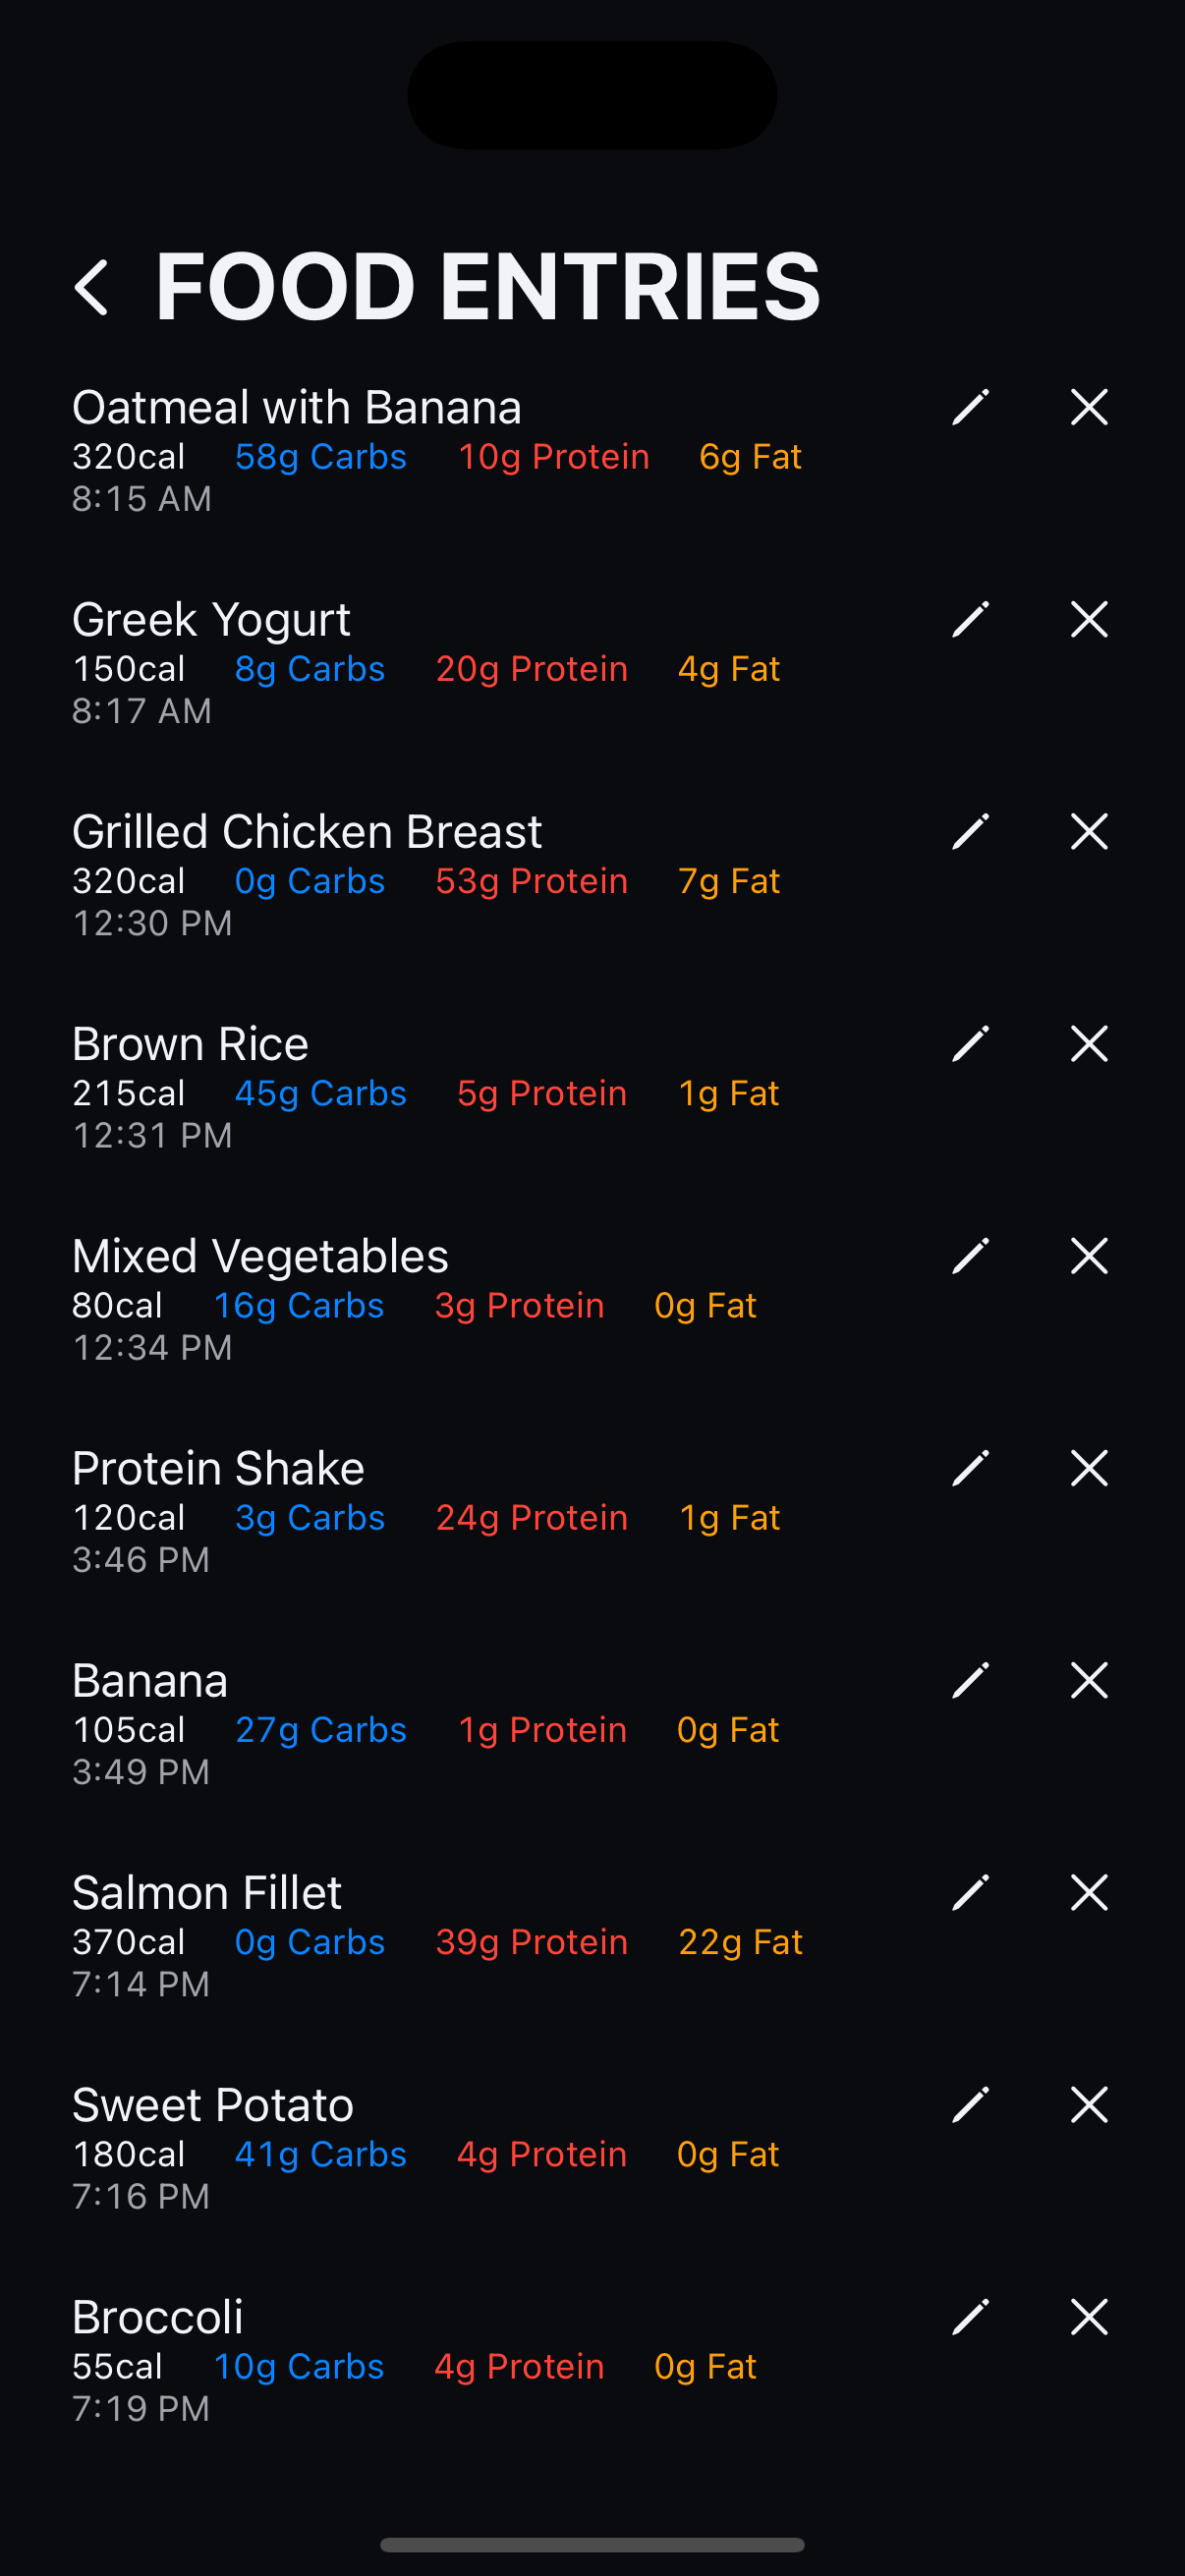 FOOD ENTRIES
Oatmeal with Banana
320cal 58g Carbs 10g Protein 6g Fat
8:15 AM
Greek Yogurt
150cal 8g Carbs 20g Protein 4g Fat
8:17 AM
Grilled Chicken Breast
320cal 0g Carbs 53g Protein 7g Fat
12:30 PM
Brown Rice
215cal 45g Carbs 5g Protein 1g Fat
12:31 PM
Mixed Vegetables
80cal 16g Carbs 3g Protein 0g Fat
12:34 PM
Protein Shake
120cal 3g Carbs 24g Protein 1g Fat
3:46 PM
Banana
105cal 27g Carbs 1g Protein 0g Fat
3:49 PM
Salmon Fillet
370cal 0g Carbs 39g Protein 22g Fat
7:14 PM
Sweet Potato
180cal 41g Carbs 4g Protein 0g Fat
7:16 PM
Broccoli
55cal 10g Carbs 4g Protein 0g Fat
7:19 PM